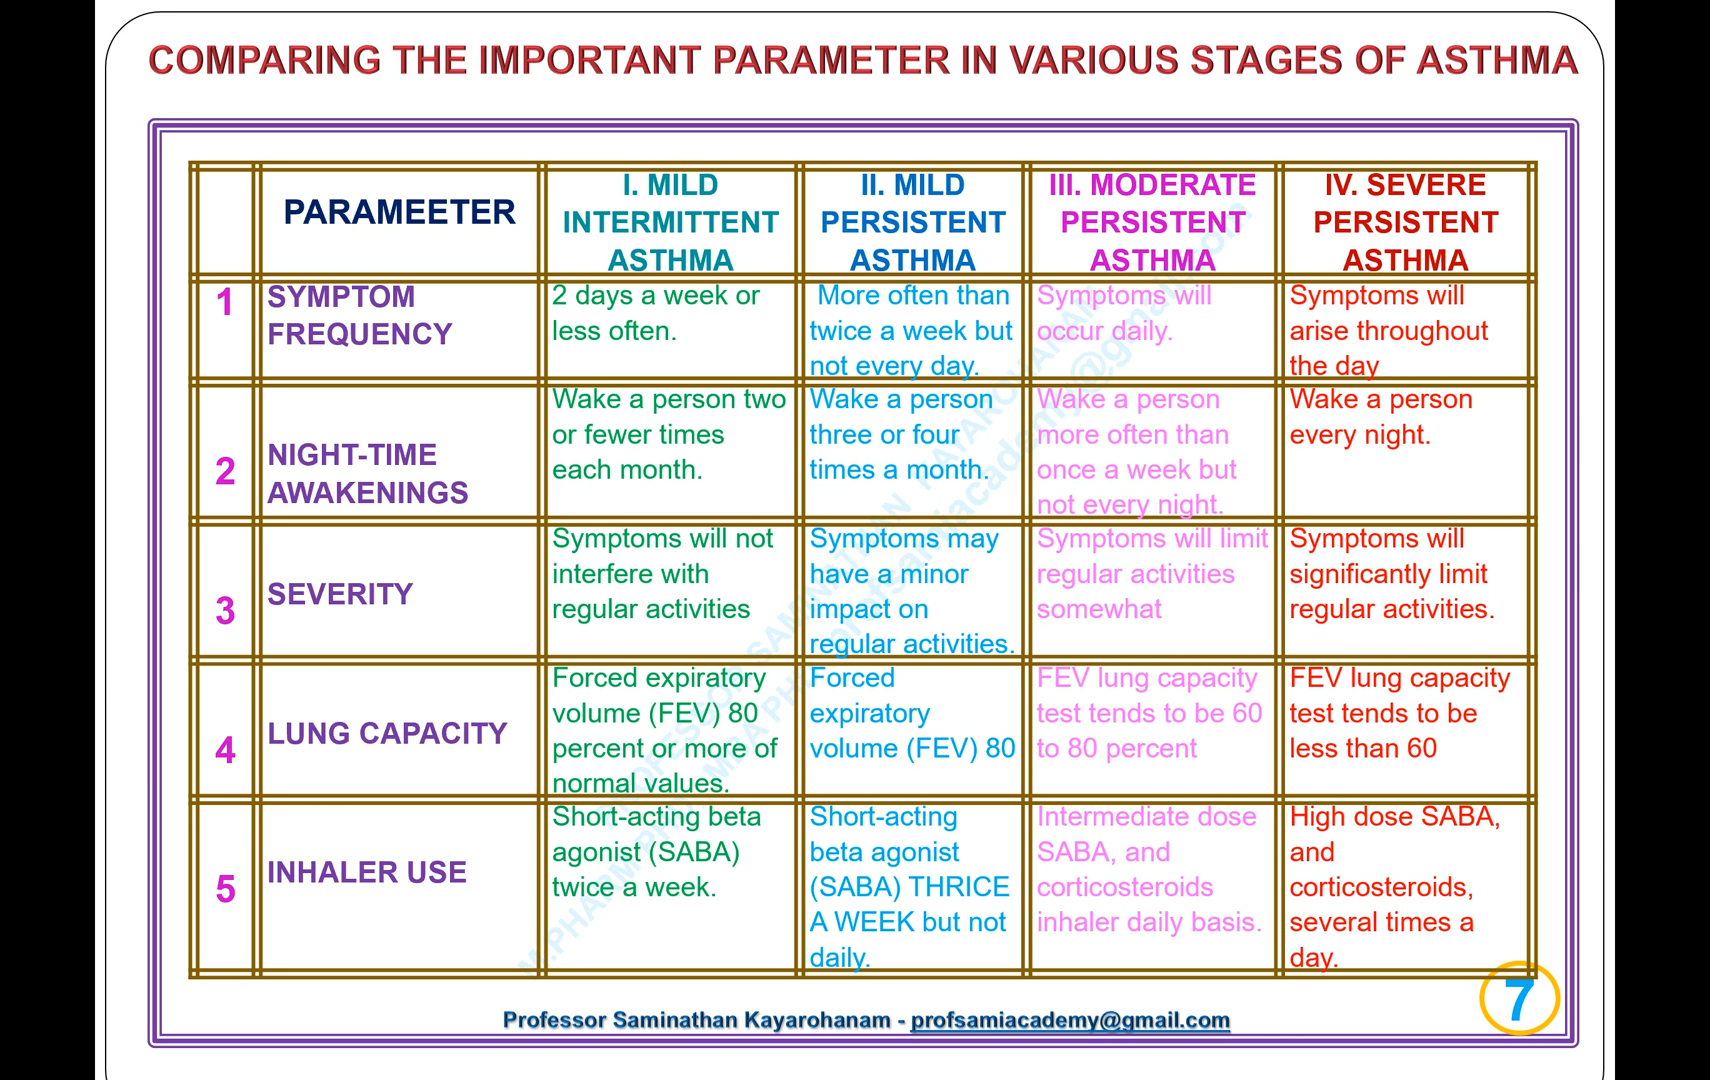 COMPARING THE IMPORTANT PARAMETER IN VARIOUS STAGES OF ASTHMA
PARAMEETER
I. MILD
INTERMITTENT
ASTHMA
II. MILD
PERSISTENT
ASTHMA
III. MODERATE
PERSISTENT
ASTHMA
IV. SEVERE
PERSISTENT
ASTHMA
1
SYMPTOM
FREQUENCY
2 days a week or
less often.
More often than
twice a week but
not every day.
Symptoms will
occur daily.
Symptoms will
arise throughout
the day
2
NIGHT-TIME
AWAKENINGS
Wake a person two
or fewer times
each month.
Wake a person
three or four
times a month.
Wake a person
more often than
once a week but
not every night.
Wake a person
every night.
3
SEVERITY
Symptoms will not
interfere with
regular activities
Symptoms may
have a minor
impact on
regular activities.
Symptoms will limit
regular activities
somewhat
Symptoms will
significantly limit
regular activities.
4
LUNG CAPACITY
Forced expiratory
volume (FEV) 80
percent or more of
normal values.
Forced
expiratory
volume (FEV) 80
FEV lung capacity
test tends to be 60
to 80 percent
FEV lung capacity
test tends to be
less than 60
5
INHALER USE
Short-acting beta
agonist (SABA)
twice a week.
Short-acting
beta agonist
(SABA) THRICE
A WEEK but not
daily.
Intermediate dose
SABA, and
corticosteroids
inhaler daily basis.
High dose SABA,
and
corticosteroids,
several times a
day.
Professor Saminathan Kayarohanam - profsamiacademy@gmail.com
7